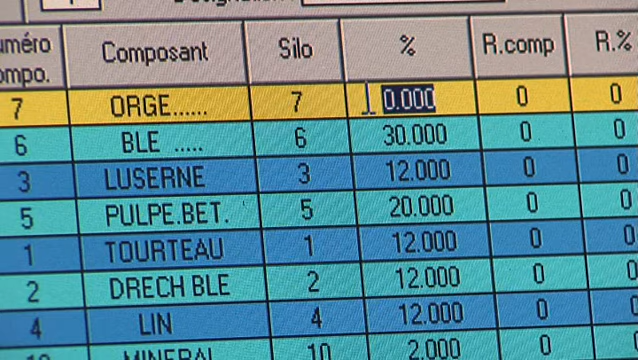 Composant Silo % R.comp R.%
7 ORGE...... 7 0.000 0 0
6 BLE ..... 6 30.000 0 0
3 LUSERNE 3 12.000 0 0
5 PULPE.BET. 5 20.000 0 0
1 TOURTEAU 1 12.000 0 0
2 DRECH BLE 2 12.000 0 0
4 LIN 4 12.000 0 0
MINERAL 10 2.000 0